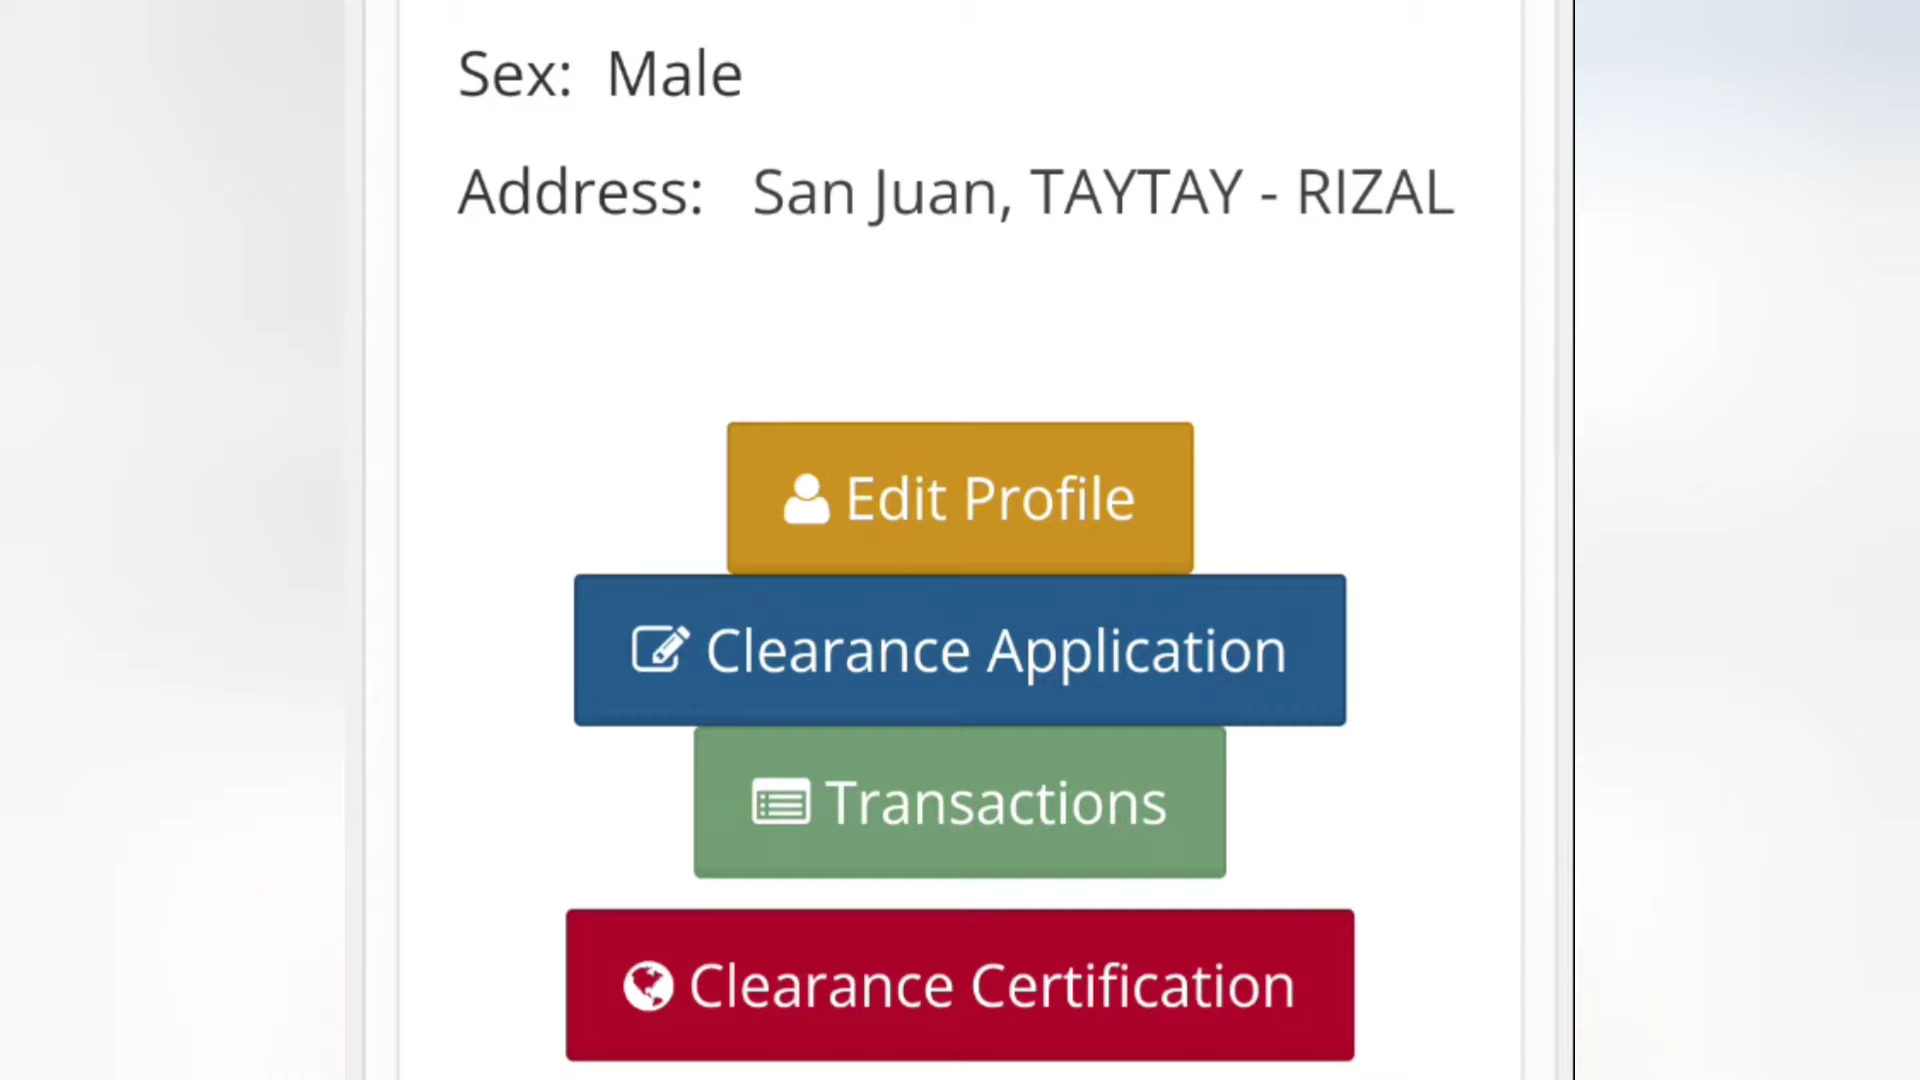 Sex: Male
Address: San Juan, TAYTAY - RIZAL
Edit Profile
Clearance Application
Transactions
Clearance Certification